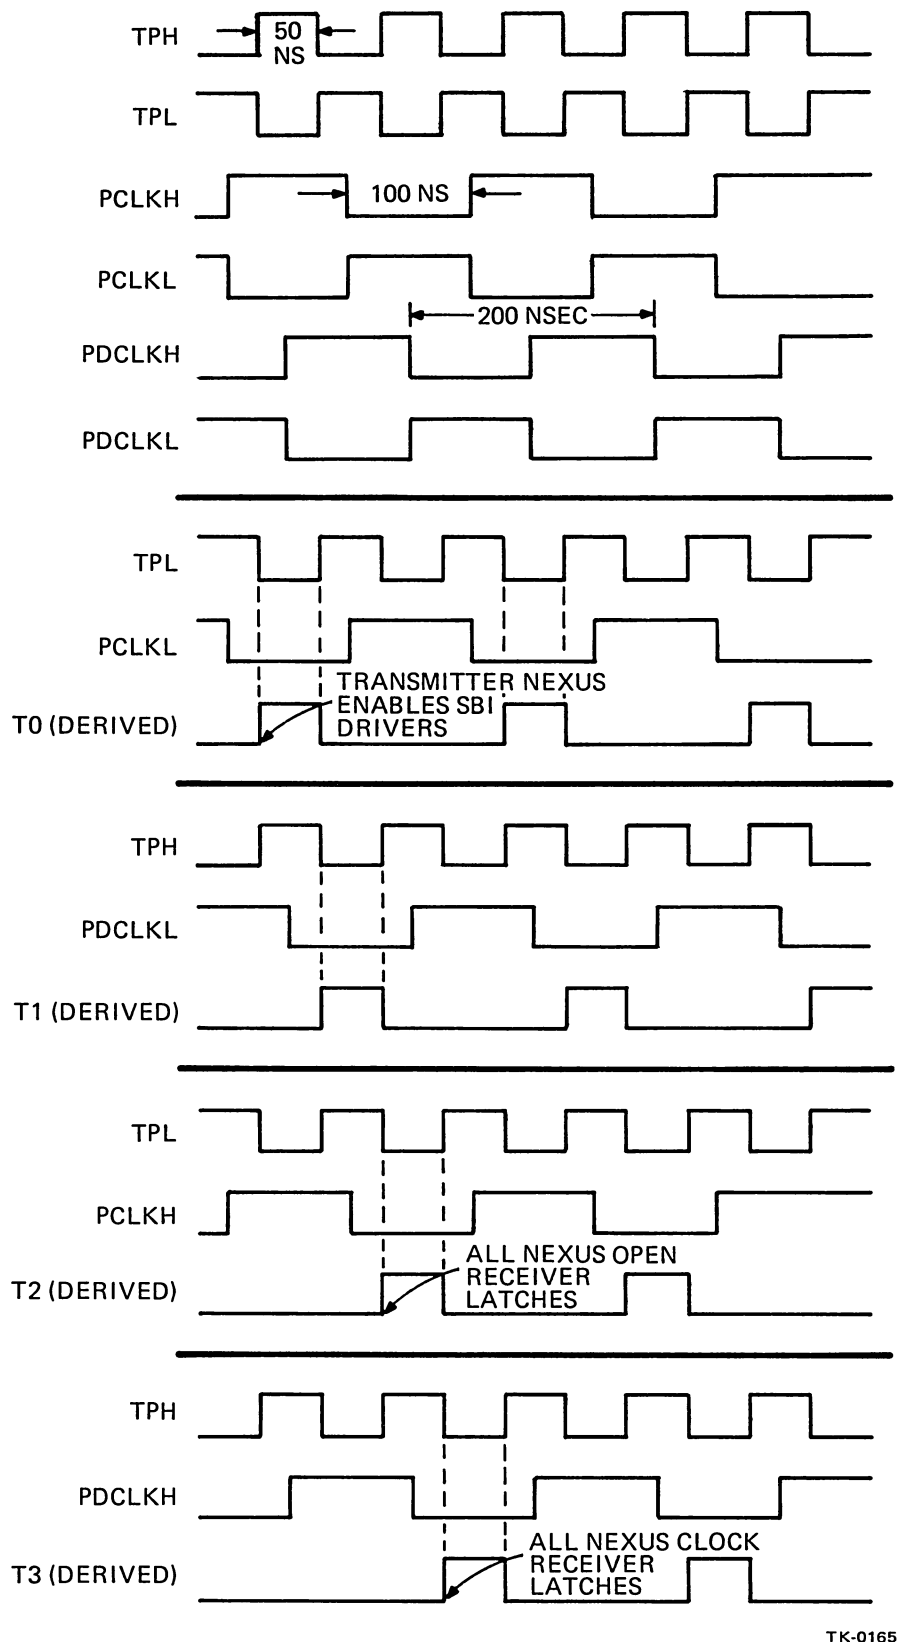 TPH
50
NS
TPL
PCLKH
100 NS
PCLKL
200 NSEC
PDCLKH
PDCLKL
TPL
PCLKL
TRANSMITTER NEXUS
ENABLES SBI
DRIVERS
T0 (DERIVED)
TPH
PDCLKL
T1 (DERIVED)
TPL
PCLKH
ALL NEXUS OPEN
RECEIVER
LATCHES
T2 (DERIVED)
TPH
PDCLKH
ALL NEXUS CLOCK
RECEIVER
LATCHES
T3 (DERIVED)
TK-0165